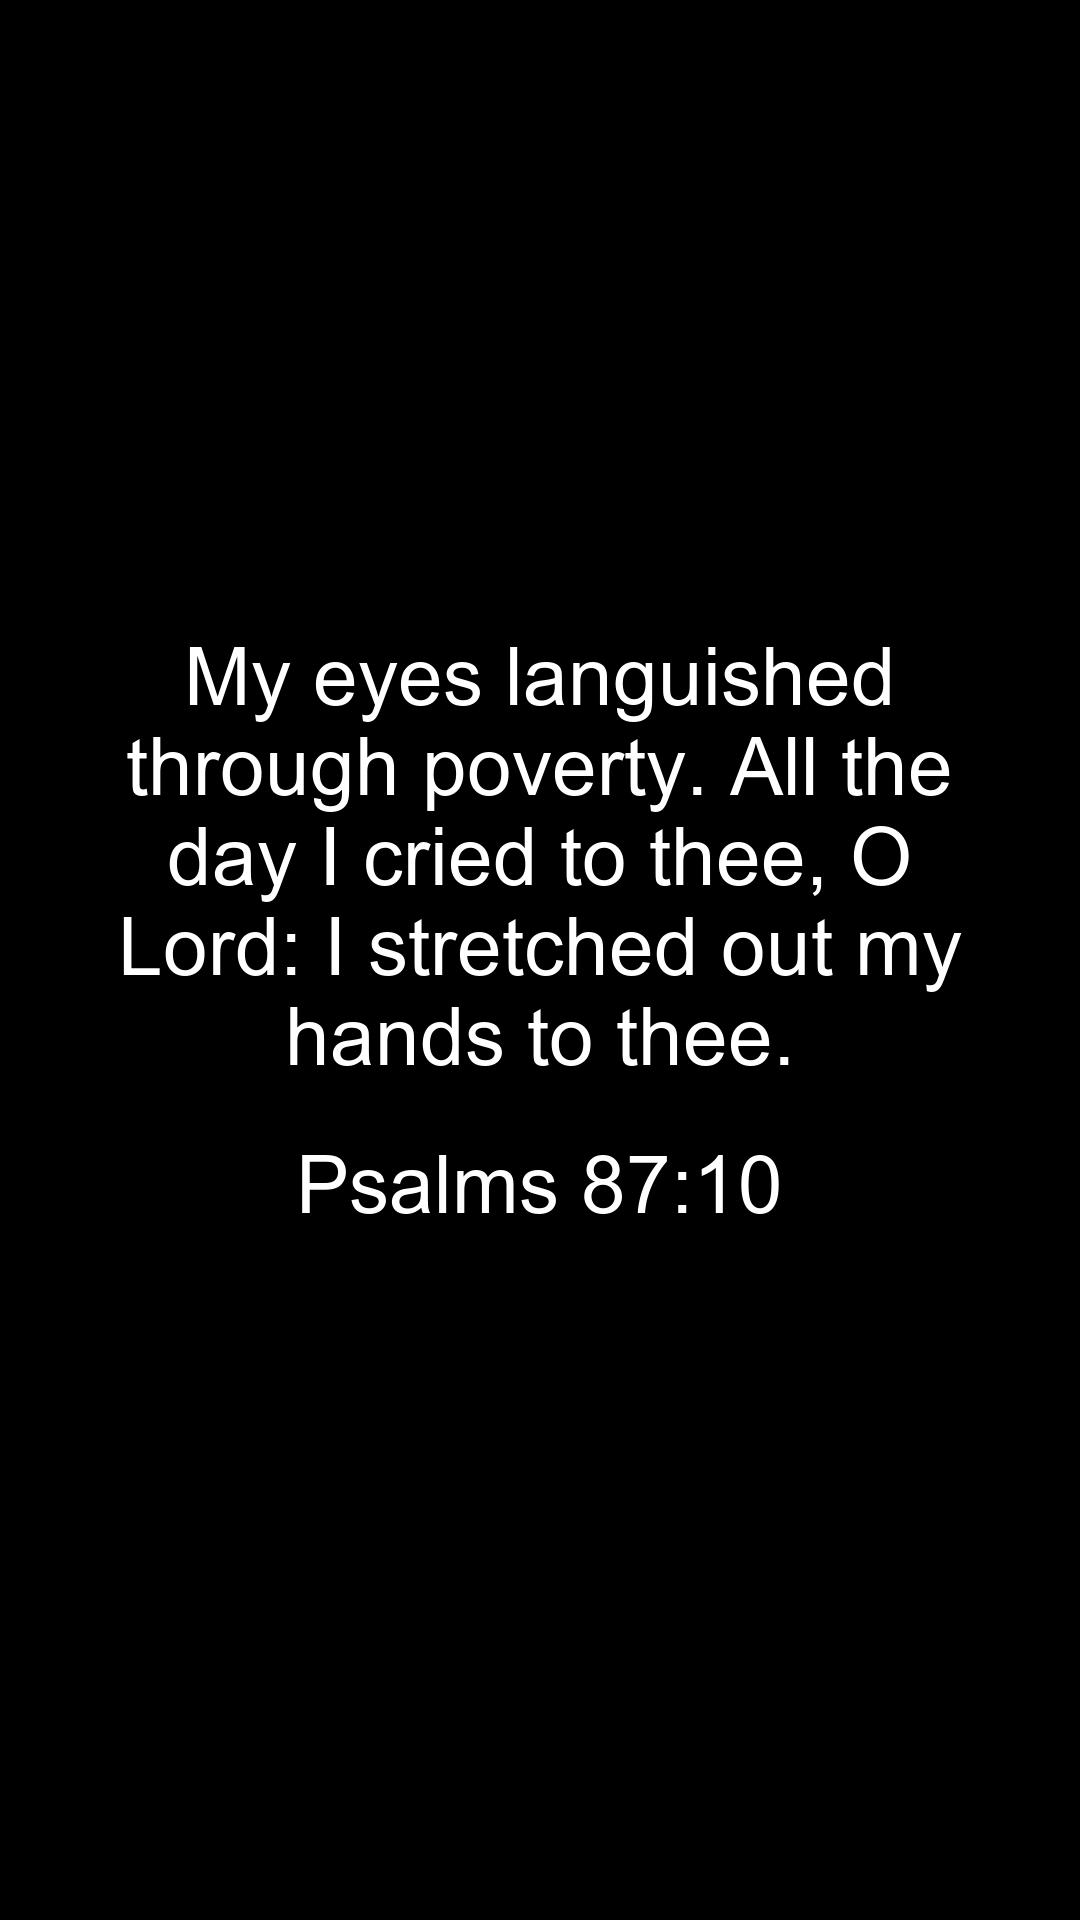 My eyes languished
through poverty. All the
day I cried to thee, O
Lord: I stretched out my
hands to thee.
Psalms 87:10